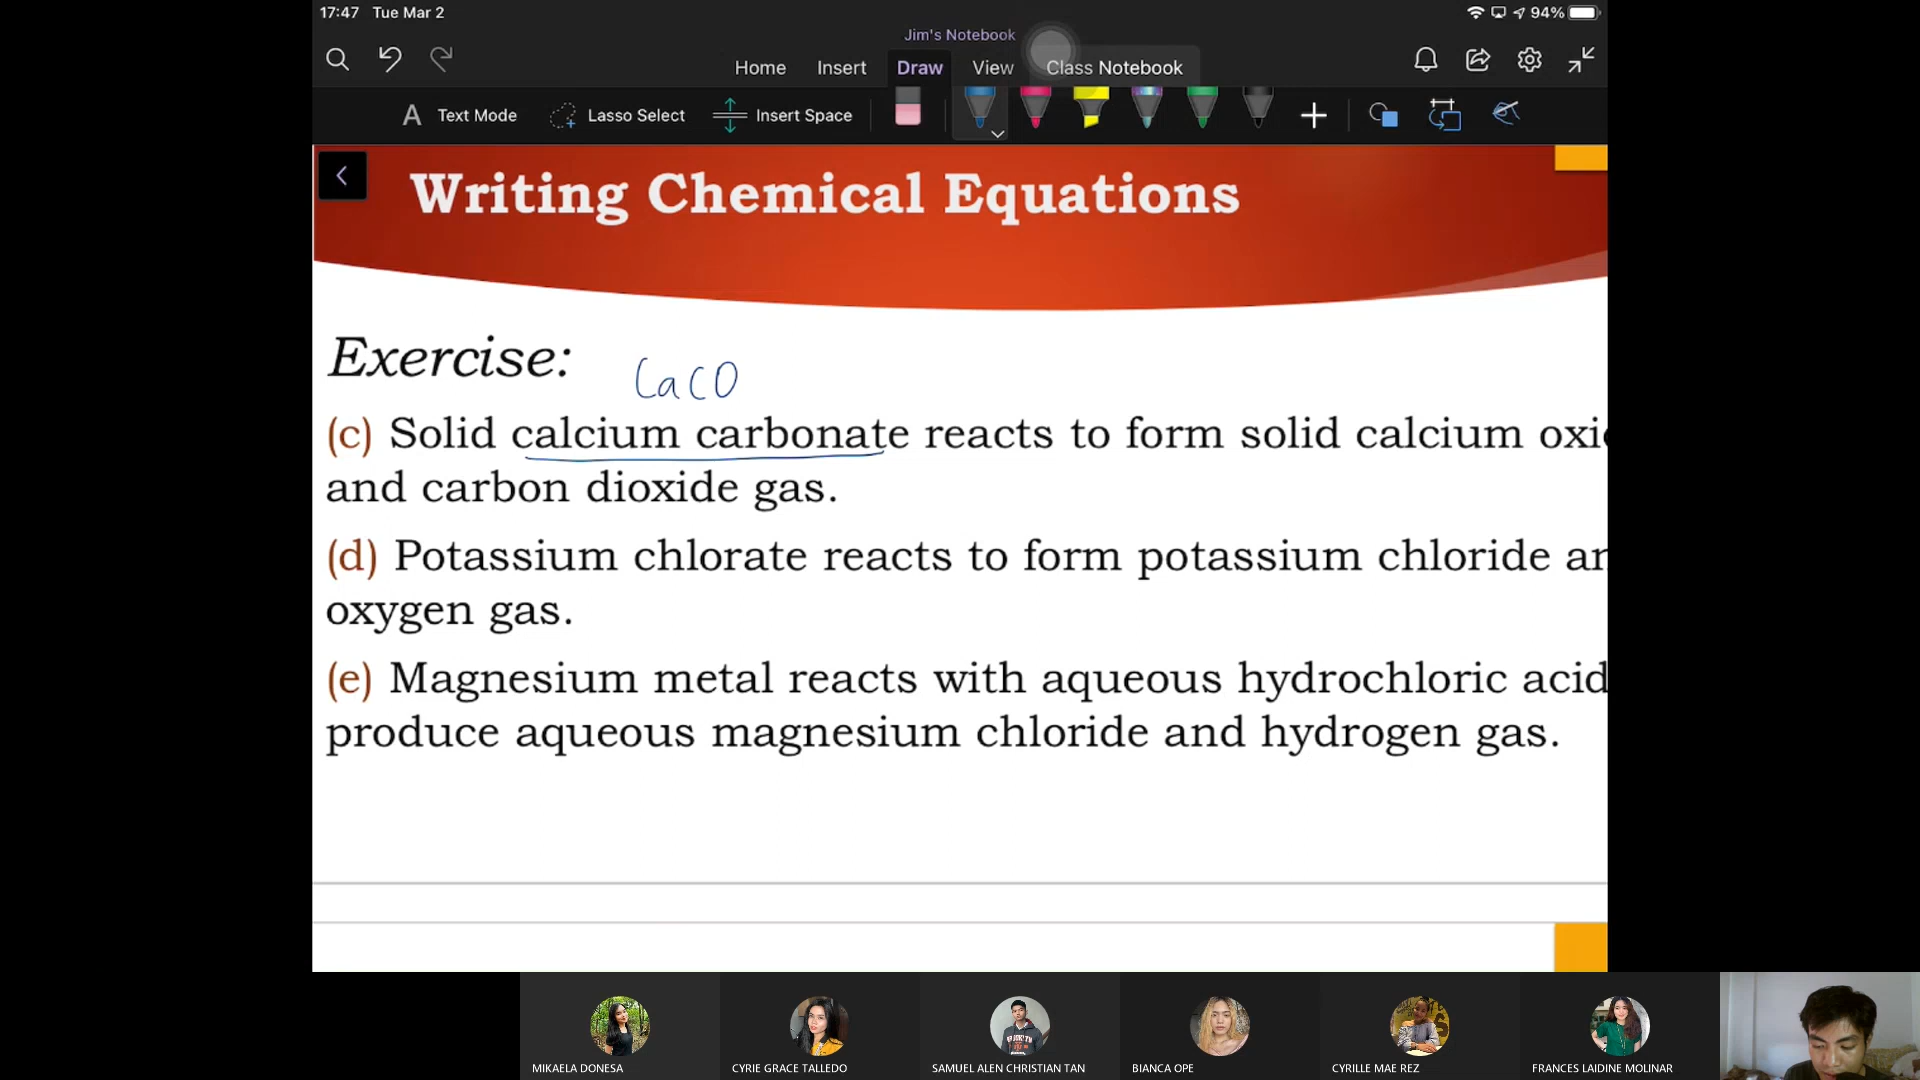 17:47 Tue Mar 2 94%
Jim's Notebook
Home Insert Draw View Class Notebook
A Text Mode Lasso Select Insert Space
Writing Chemical Equations
Exercise:
CaCO
(c) Solid calcium carbonate reacts to form solid calcium oxi
and carbon dioxide gas.
(d) Potassium chlorate reacts to form potassium chloride an
oxygen gas.
(e) Magnesium metal reacts with aqueous hydrochloric acid
produce aqueous magnesium chloride and hydrogen gas.
MIKAELA DONESA CYRIE GRACE TALLEDO SAMUEL ALEN CHRISTIAN TAN BIANCA OPE CYRILLE MAE REZ FRANCES LAIDINE MOLINAR